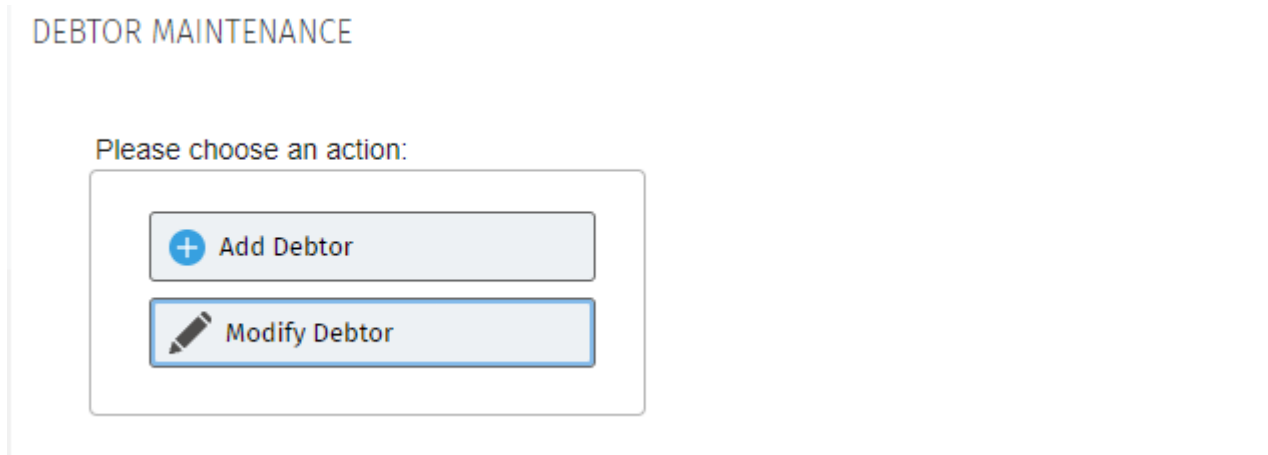 DEBTOR MAINTENANCE
Please choose an action:
Add Debtor
Modify Debtor